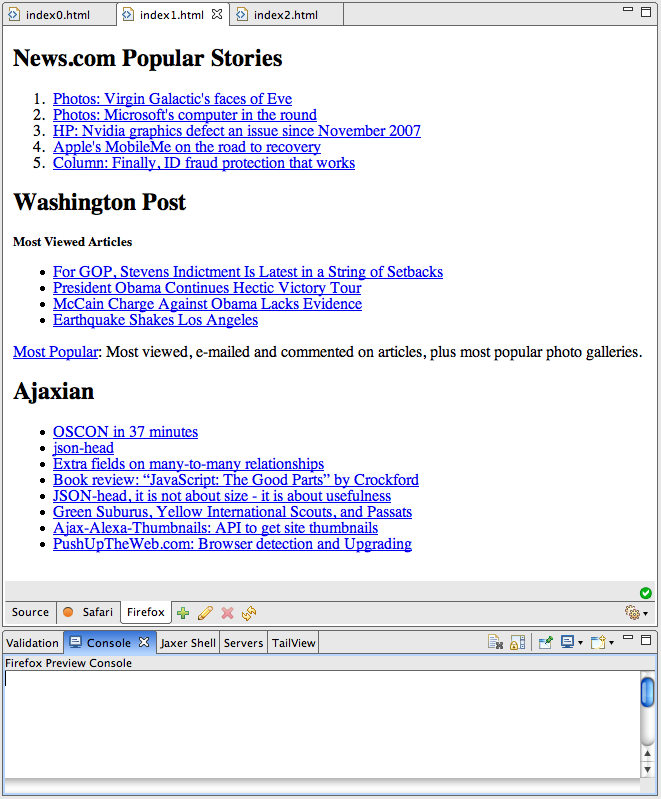 index0.html index1.html index2.html
News.com Popular Stories
1. Photos: Virgin Galactic's faces of Eve
2. Photos: Microsoft's computer in the round
3. HP: Nvidia graphics defect an issue since November 2007
4. Apple's MobileMe on the road to recovery
5. Column: Finally, ID fraud protection that works
Washington Post
Most Viewed Articles
• For GOP, Stevens Indictment Is Latest in a String of Setbacks
• President Obama Continues Hectic Victory Tour
• McCain Charge Against Obama Lacks Evidence
• Earthquake Shakes Los Angeles
Most Popular: Most viewed, e-mailed and commented on articles, plus most popular photo galleries.
Ajaxian
• OSCON in 37 minutes
• json-head
• Extra fields on many-to-many relationships
• Book review: “JavaScript: The Good Parts” by Crockford
• JSON-head, it is not about size - it is about usefulness
• Green Suburus, Yellow International Scouts, and Passats
• Ajax-Alexa-Thumbnails: API to get site thumbnails
• PushUpTheWeb.com: Browser detection and Upgrading
Source Safari Firefox
Validation Console Jaxer Shell Servers TailView
Firefox Preview Console